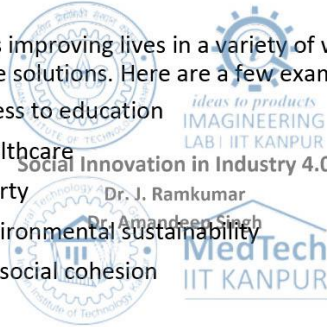 s improving lives in a variety of w
e solutions. Here are a few exam
ess to education
ideas to products
IMAGINEERING
LAB | IIT KANPUR
lthcare
Social Innovation in Industry 4.0
rty
Dr. J. Ramkumar
Dr. Amandeep Singh
ironmental sustainability
MedTech
social cohesion
IIT KANPUR